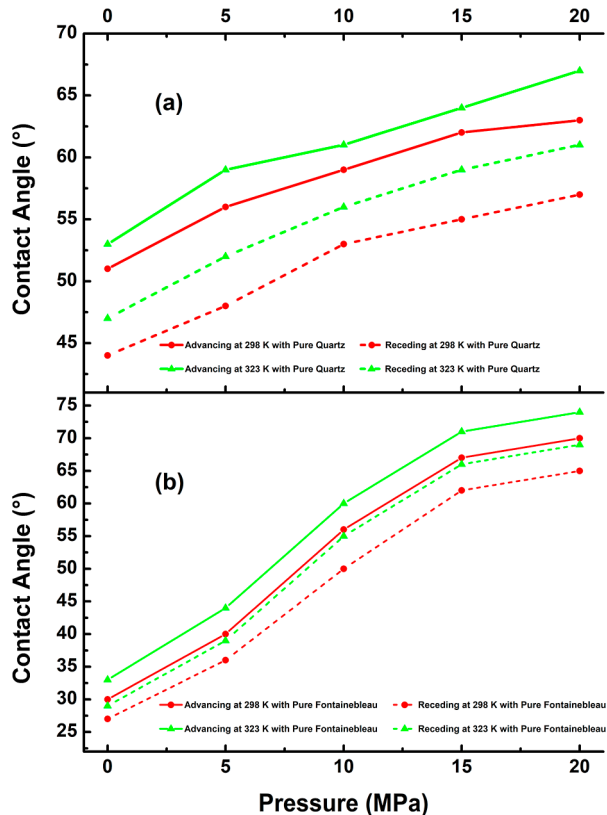 0 5 10 15 20
70
65
60
55
50
45
Contact Angle (°)
(a)
Advancing at 298 K with Pure Quartz Receding at 298 K with Pure Quartz
Advancing at 323 K with Pure Quartz Receding at 323 K with Pure Quartz
75
70
65
60
55
50
45
40
35
30
25
Contact Angle (°)
(b)
Advancing at 298 K with Pure Fontainebleau Receding at 298 K with Pure Fontainebleau
Advancing at 323 K with Pure Fontainebleau Receding at 323 K with Pure Fontainebleau
0 5 10 15 20
Pressure (MPa)